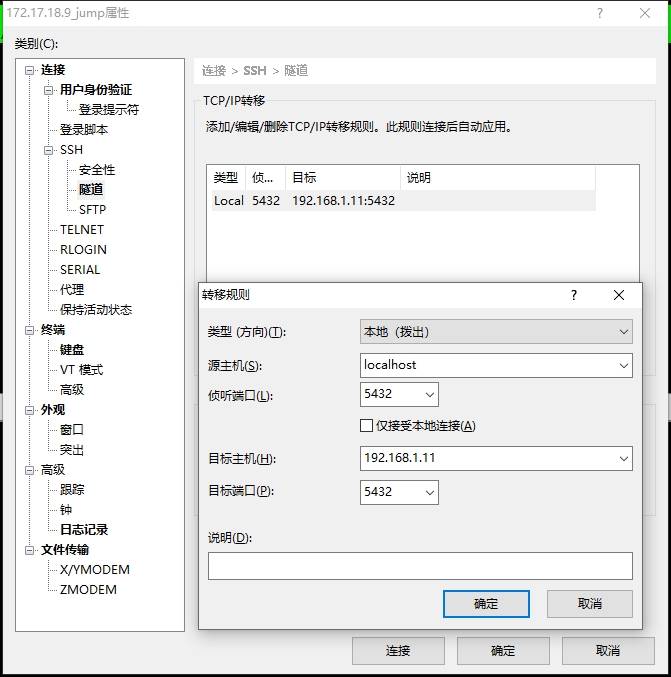 172.17.18.9_jump属性
类别(C):
连接
用户身份验证
登录提示符
登录脚本
SSH
安全性
隧道
SFTP
TELNET
RLOGIN
SERIAL
代理
保持活动状态
终端
键盘
VT 模式
高级
外观
窗口
突出
高级
跟踪
钟
日志记录
文件传输
X/YMODEM
ZMODEM
连接 > SSH > 隧道
TCP/IP转移
添加/编辑/删除TCP/IP转移规则。此规则连接后自动应用。
类型 侦... 目标 说明
Local 5432 192.168.1.11:5432
转移规则
类型 (方向)(T): 本地（拨出）
源主机(S): localhost
侦听端口(L): 5432
仅接受本地连接(A)
目标主机(H): 192.168.1.11
目标端口(P): 5432
说明(D):
确定 取消
连接 确定 取消